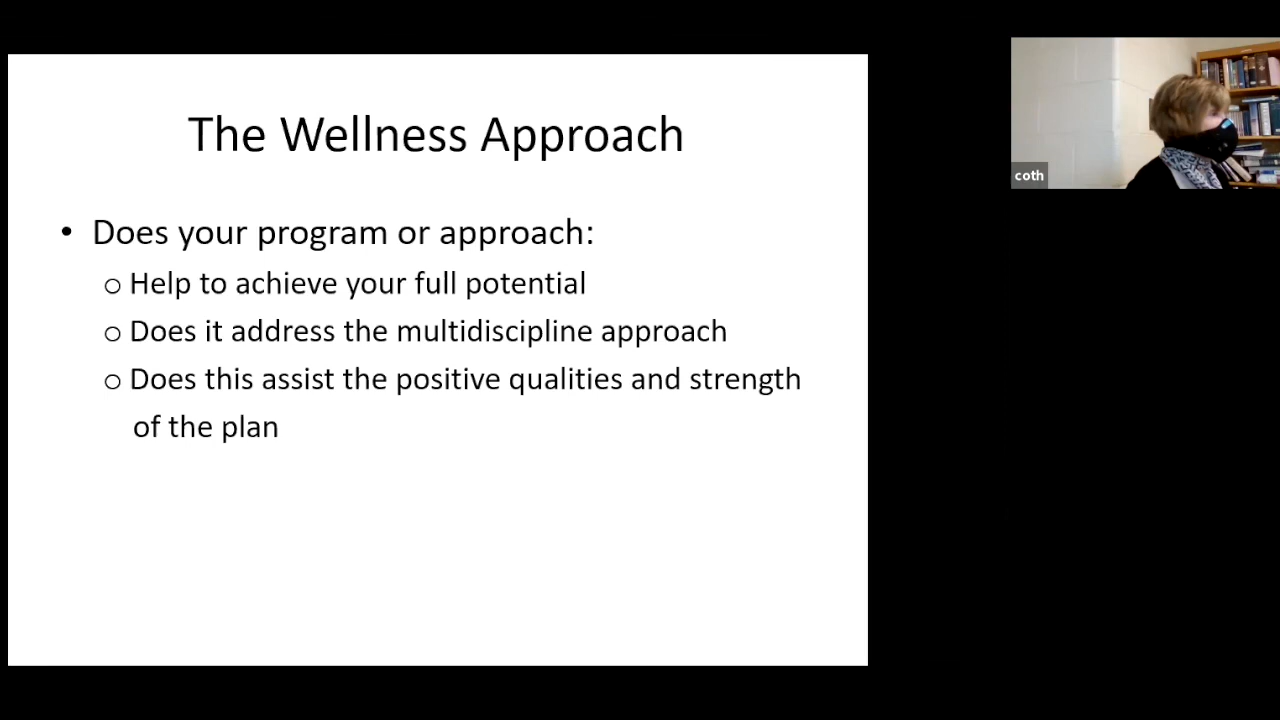 The Wellness Approach
• Does your program or approach:
o Help to achieve your full potential
o Does it address the multidiscipline approach
o Does this assist the positive qualities and strength
of the plan
coth